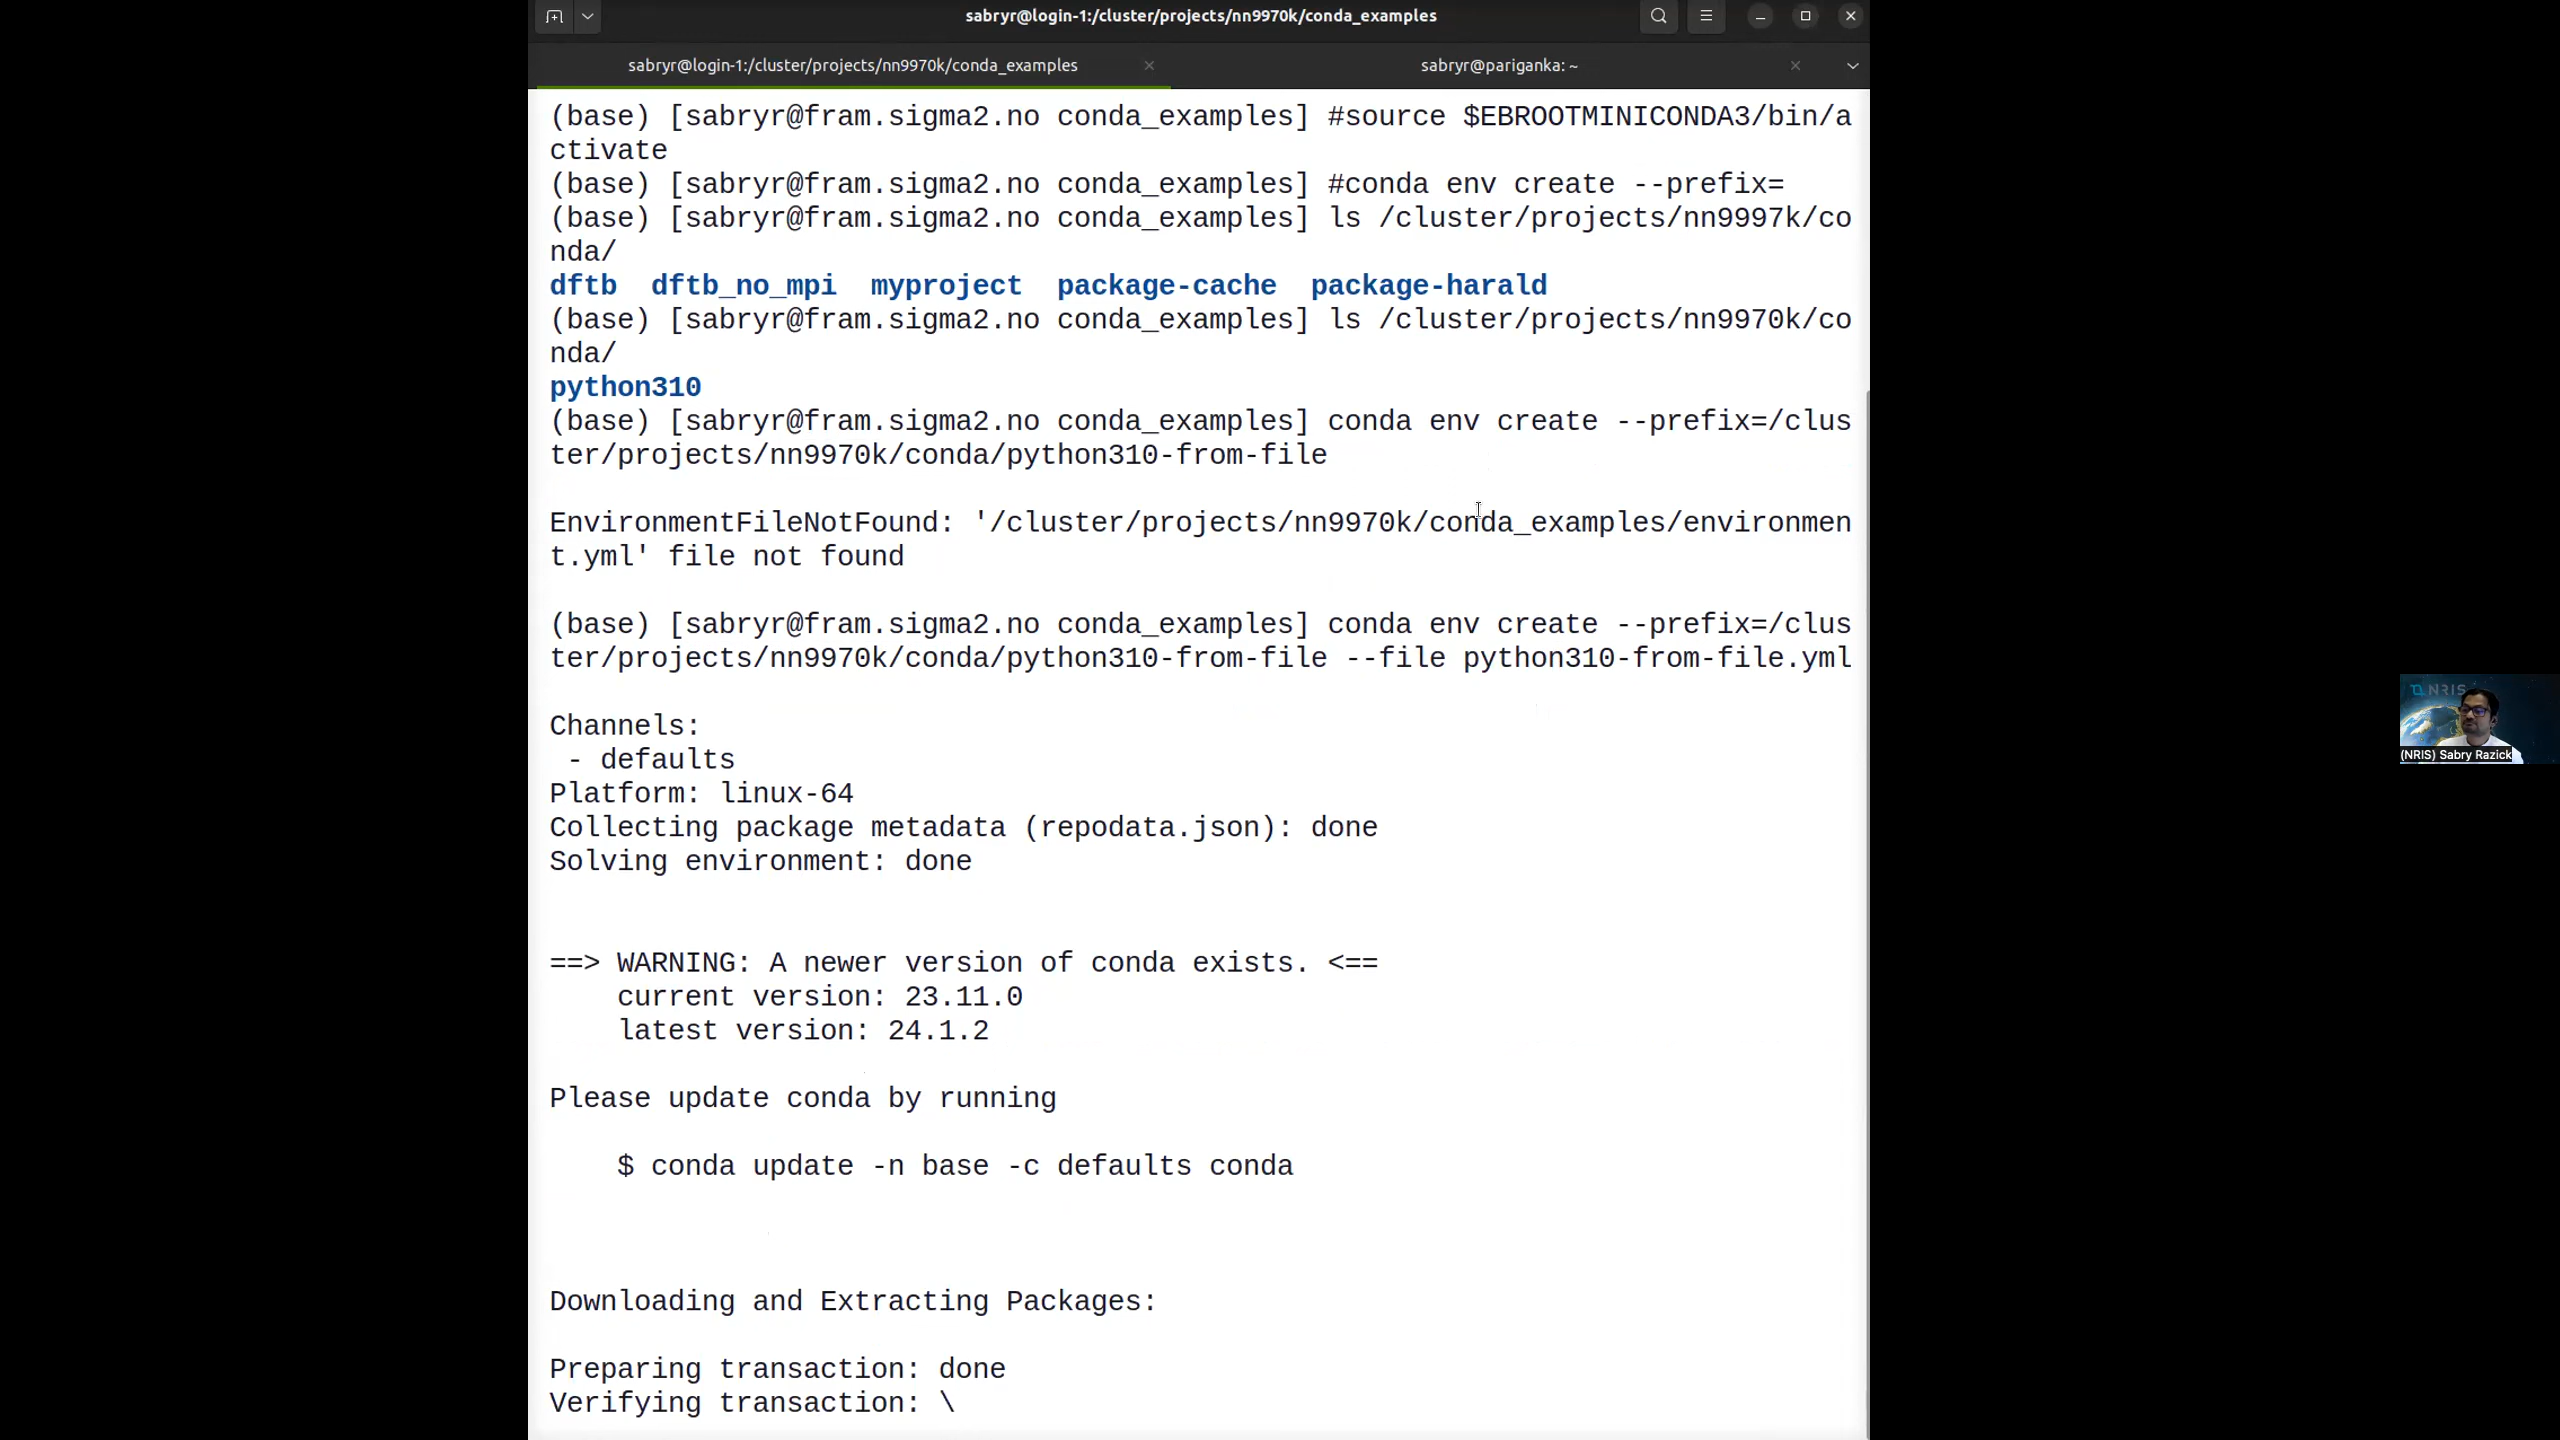 sabryr@login-1:/cluster/projects/nn9970k/conda_examples
sabryr@login-1:/cluster/projects/nn9970k/conda_examples
sabryr@pariganka: ~
(base) [sabryr@fram.sigma2.no conda_examples] #source $EBROOTMINICONDA3/bin/a
ctivate
(base) [sabryr@fram.sigma2.no conda_examples] #conda env create --prefix=
(base) [sabryr@fram.sigma2.no conda_examples] ls /cluster/projects/nn9997k/co
nda/
dftb  dftb_no_mpi  myproject  package-cache  package-harald
(base) [sabryr@fram.sigma2.no conda_examples] ls /cluster/projects/nn9970k/co
nda/
python310
(base) [sabryr@fram.sigma2.no conda_examples] conda env create --prefix=/clus
ter/projects/nn9970k/conda/python310-from-file
EnvironmentFileNotFound: '/cluster/projects/nn9970k/conda_examples/environmen
t.yml' file not found
(base) [sabryr@fram.sigma2.no conda_examples] conda env create --prefix=/clus
ter/projects/nn9970k/conda/python310-from-file --file python310-from-file.yml
Channels:
 - defaults
Platform: linux-64
Collecting package metadata (repodata.json): done
Solving environment: done
==> WARNING: A newer version of conda exists. <==
    current version: 23.11.0
    latest version: 24.1.2
Please update conda by running
    $ conda update -n base -c defaults conda
Downloading and Extracting Packages:
Preparing transaction: done
Verifying transaction: \
NRIS
(NRIS) Sabry Razick